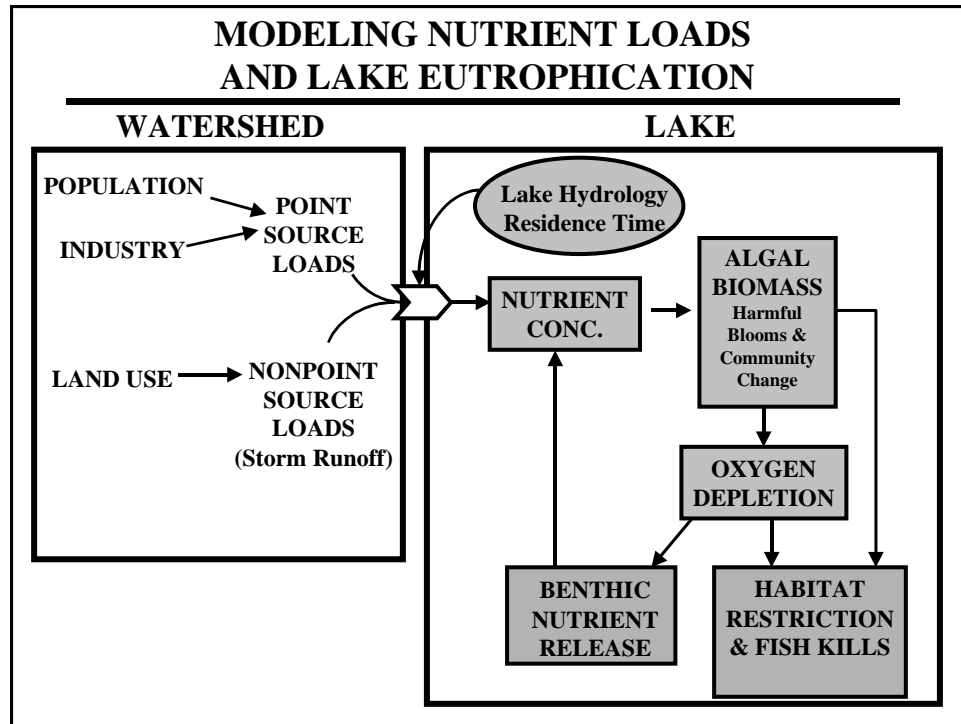 MODELING NUTRIENT LOADS
AND LAKE EUTROPHICATION
WATERSHED
LAKE
POPULATION
INDUSTRY
POINT
SOURCE
LOADS
LAND USE
NONPOINT
SOURCE
LOADS
(Storm Runoff)
Lake Hydrology
Residence Time
NUTRIENT
CONC.
ALGAL
BIOMASS
Harmful
Blooms &
Community
Change
OXYGEN
DEPLETION
BENTHIC
NUTRIENT
RELEASE
HABITAT
RESTRICTION
& FISH KILLS